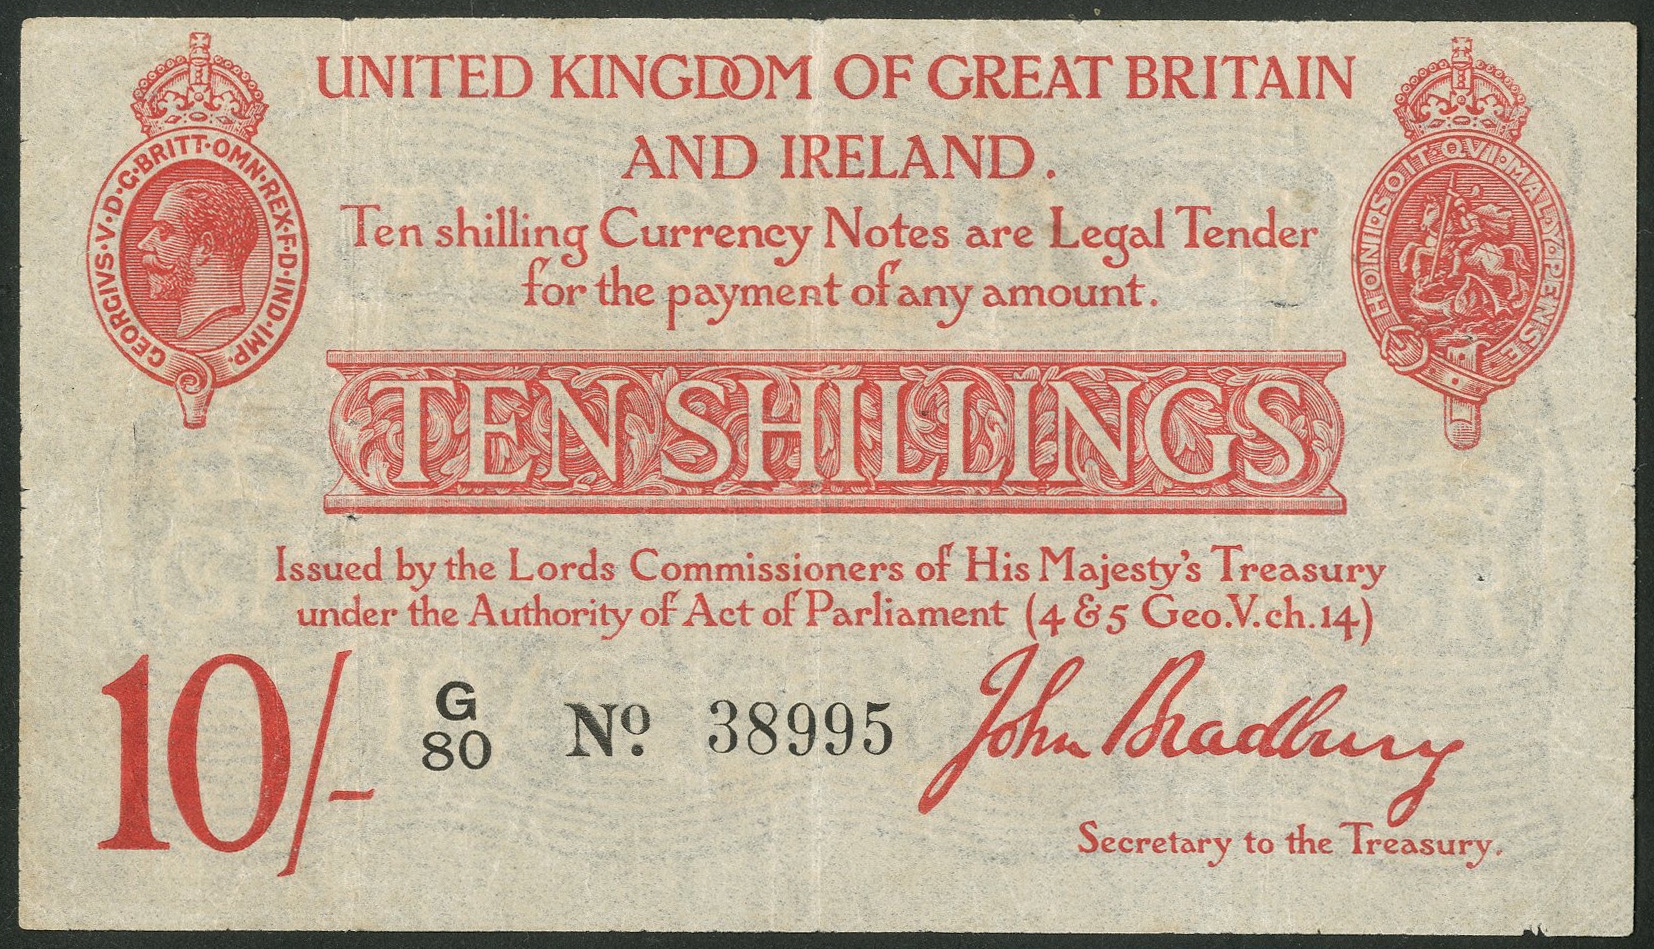 UNITED KINGDOM OF GREAT BRITAIN
AND IRELAND.
GEORGIVS·V·D·G·BRITT·OMN·REX·F·D·IND·IMP·
HONI·SOIT·QVI·MAL·Y·PENSE
Ten shilling Currency Notes are Legal Tender
for the payment of any amount.
TEN SHILLINGS
Issued by the Lords Commissioners of His Majesty's Treasury
under the Authority of Act of Parliament (4 & 5 Geo.V.ch.14)
10/-
G
80
Nº. 38995
John Bradbury
Secretary to the Treasury.